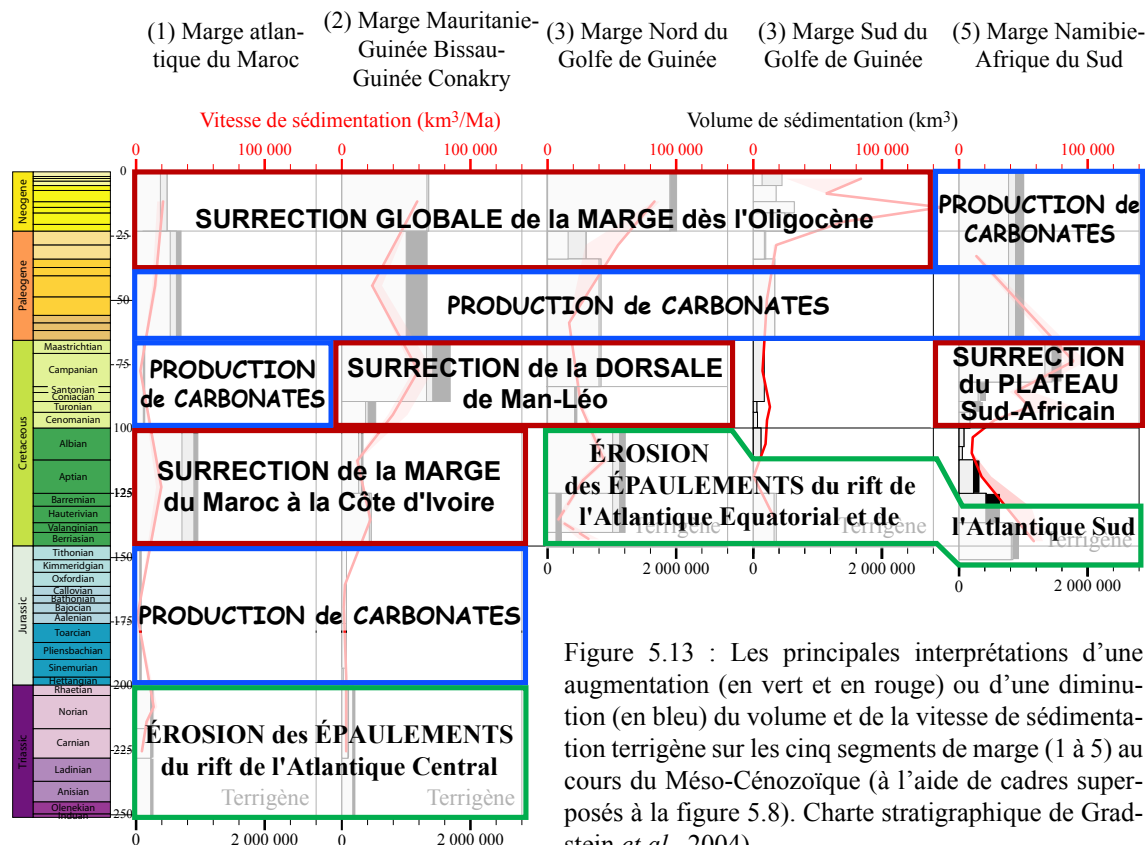 (1) Marge atlan-
tique du Maroc
(2) Marge Mauritanie-
Guinée Bissau-
Guinée Conakry
(3) Marge Nord du
Golfe de Guinée
(3) Marge Sud du
Golfe de Guinée
(5) Marge Namibie-
Afrique du Sud
Vitesse de sédimentation (km³/Ma)
Volume de sédimentation (km³)
0 100 000 0 100 000 0 100 000 0 100 000 0 100 000
0
25
50
75
100
125
150
175
200
225
250
Neogene
Paleogene
Cretaceous
Jurassic
Triassic
Maastrichtian
Campanian
Santonian
Coniacian
Turonian
Cenomanian
Albian
Aptian
Barremian
Hauterivian
Valanginian
Berriasian
Tithonian
Kimmeridgian
Oxfordian
Callovian
Bathonian
Bajocian
Aalenian
Toarcian
Pliensbachian
Sinemurian
Hettangian
Rhaetian
Norian
Carnian
Ladinian
Anisian
Olenekian
Induan
SURRECTION GLOBALE de la MARGE dès l'Oligocène
PRODUCTION de
CARBONATES
PRODUCTION de CARBONATES
PRODUCTION
de CARBONATES
SURRECTION de la DORSALE
de Man-Léo
SURRECTION
du PLATEAU
Sud-Africain
SURRECTION de la MARGE
du Maroc à la Côte d'Ivoire
ÉROSION
des ÉPAULEMENTS du rift de
l'Atlantique Equatorial et de
l'Atlantique Sud
Terrigène
Terrigène
Terrigène
0 2 000 000 0 2 000 000 0 2 000 000
PRODUCTION de CARBONATES
ÉROSION des ÉPAULEMENTS
du rift de l'Atlantique Central
Terrigène
Terrigène
0 2 000 000 0 2 000 000
Figure 5.13 : Les principales interprétations d'une
augmentation (en vert et en rouge) ou d'une diminu-
tion (en bleu) du volume et de la vitesse de sédimenta-
tion terrigène sur les cinq segments de marge (1 à 5) au
cours du Méso-Cénozoïque (à l'aide de cadres super-
posés à la figure 5.8). Charte stratigraphique de Grad-
stein et al., 2004)